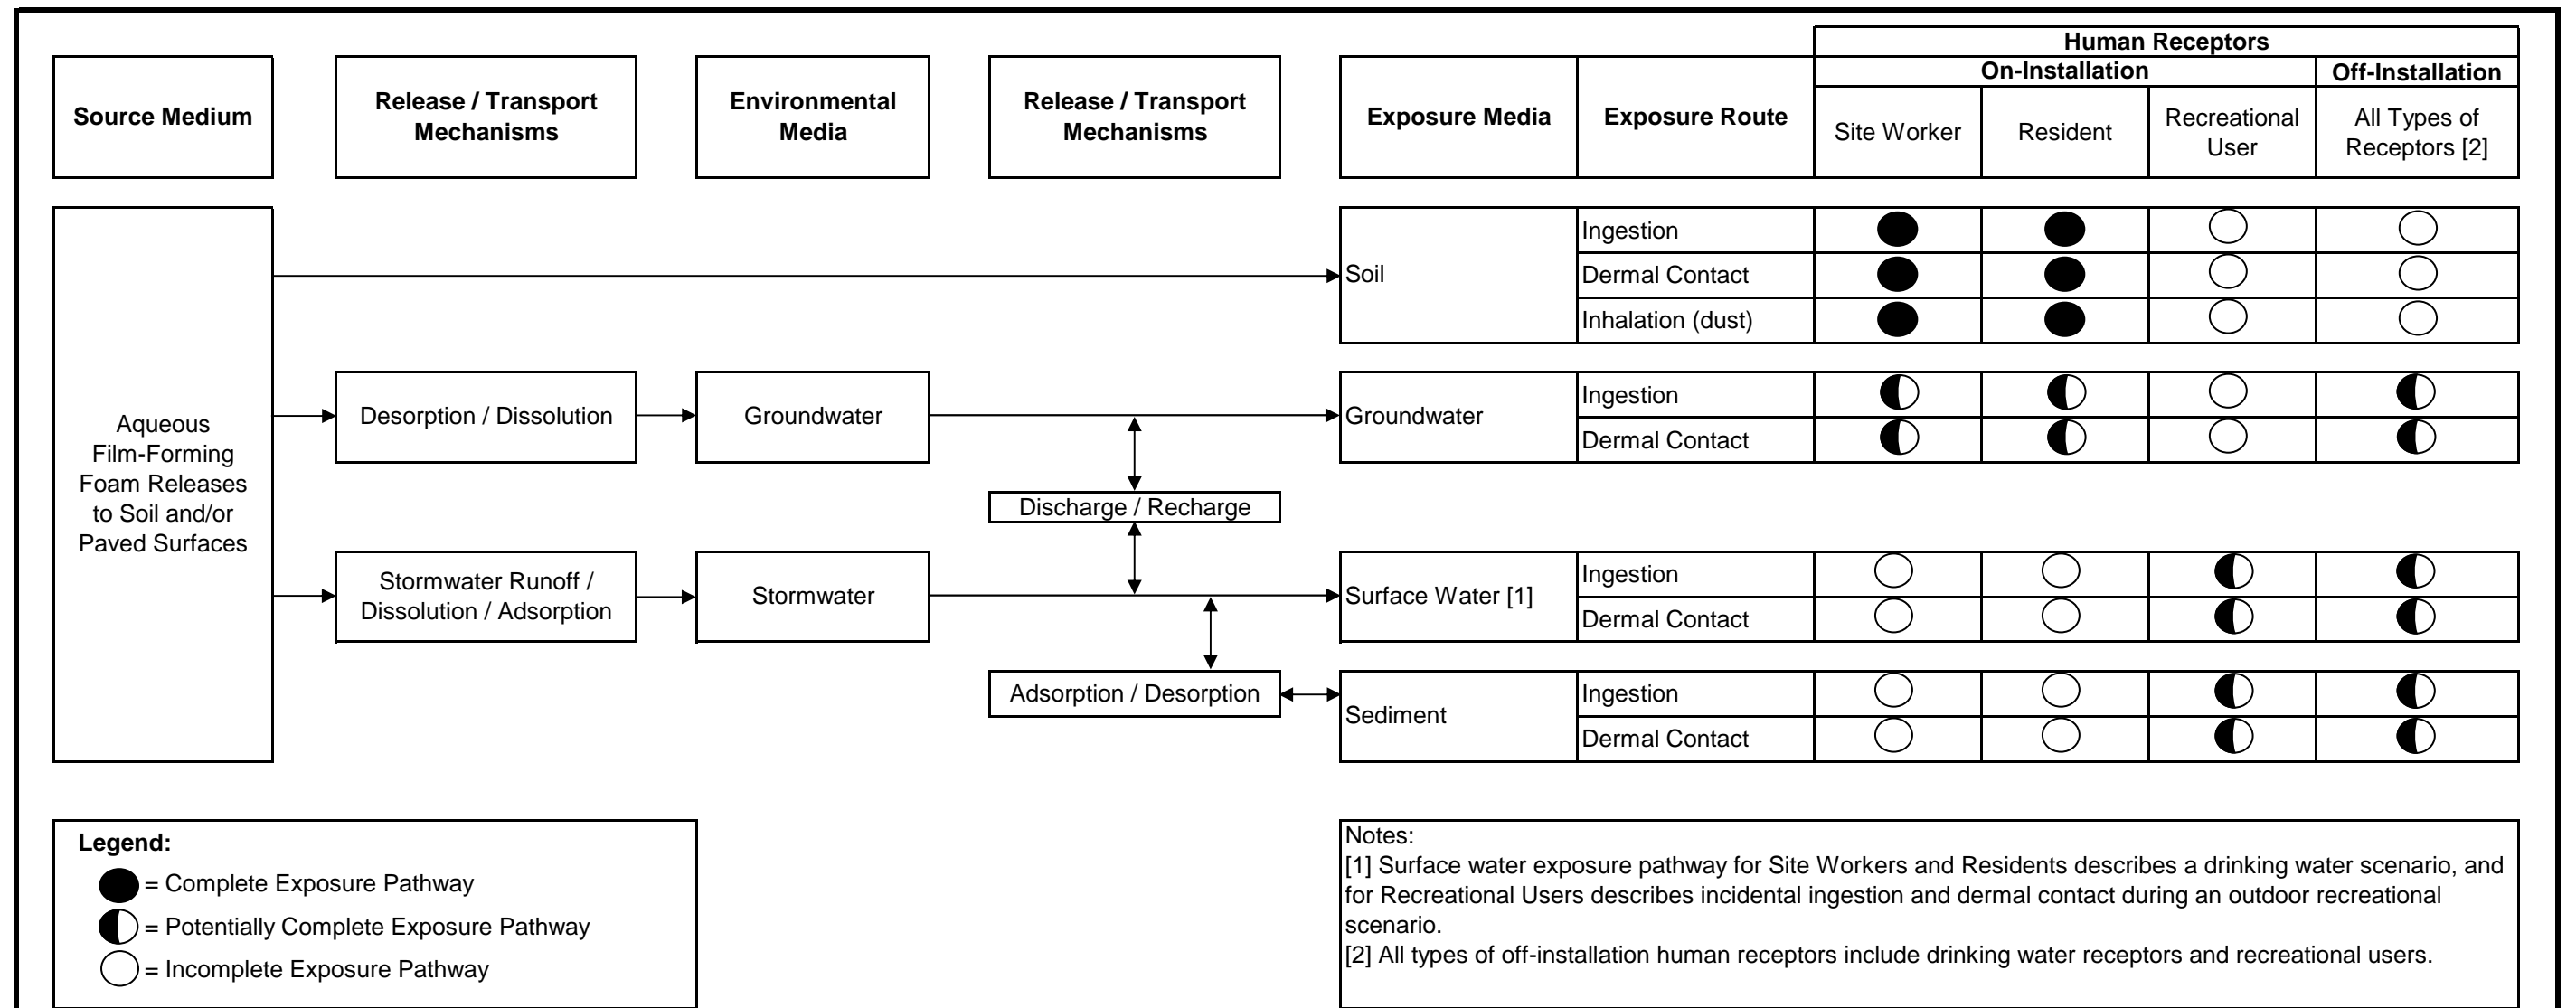 Human Receptors
On-Installation
Off-Installation
Source Medium
Release / Transport
Mechanisms
Environmental
Media
Release / Transport
Mechanisms
Exposure Media
Exposure Route
Site Worker
Resident
Recreational
User
All Types of
Receptors [2]
Aqueous
Film-Forming
Foam Releases
to Soil and/or
Paved Surfaces
Soil
Ingestion
Dermal Contact
Inhalation (dust)
Desorption / Dissolution
Groundwater
Groundwater
Ingestion
Dermal Contact
Discharge / Recharge
Stormwater Runoff /
Dissolution / Adsorption
Stormwater
Surface Water [1]
Ingestion
Dermal Contact
Adsorption / Desorption
Sediment
Ingestion
Dermal Contact
Legend:
= Complete Exposure Pathway
= Potentially Complete Exposure Pathway
= Incomplete Exposure Pathway
Notes:
[1] Surface water exposure pathway for Site Workers and Residents describes a drinking water scenario, and
for Recreational Users describes incidental ingestion and dermal contact during an outdoor recreational
scenario.
[2] All types of off-installation human receptors include drinking water receptors and recreational users.